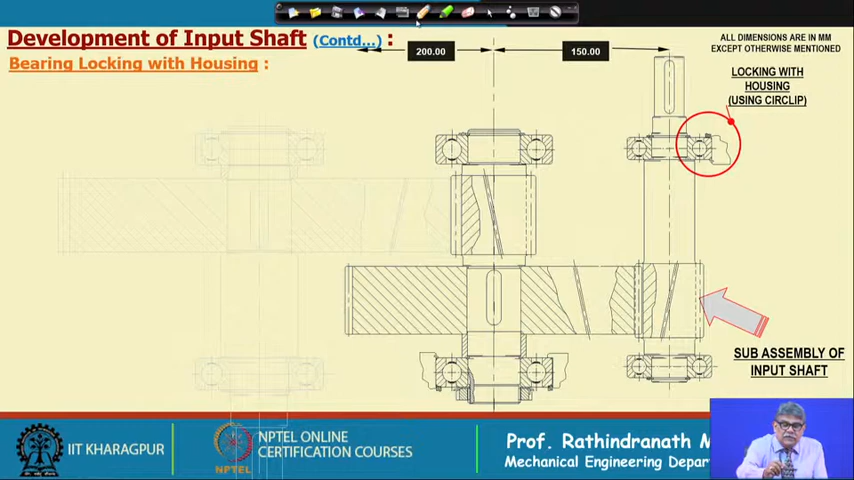 Development of Input Shaft (Contd...) :
Bearing Locking with Housing :
200.00
150.00
ALL DIMENSIONS ARE IN MM
EXCEPT OTHERWISE MENTIONED
LOCKING WITH
HOUSING
(USING CIRCLIP)
SUB ASSEMBLY OF
INPUT SHAFT
IIT KHARAGPUR
NPTEL
NPTEL ONLINE
CERTIFICATION COURSES
Prof. Rathindranath M
Mechanical Engineering Depar